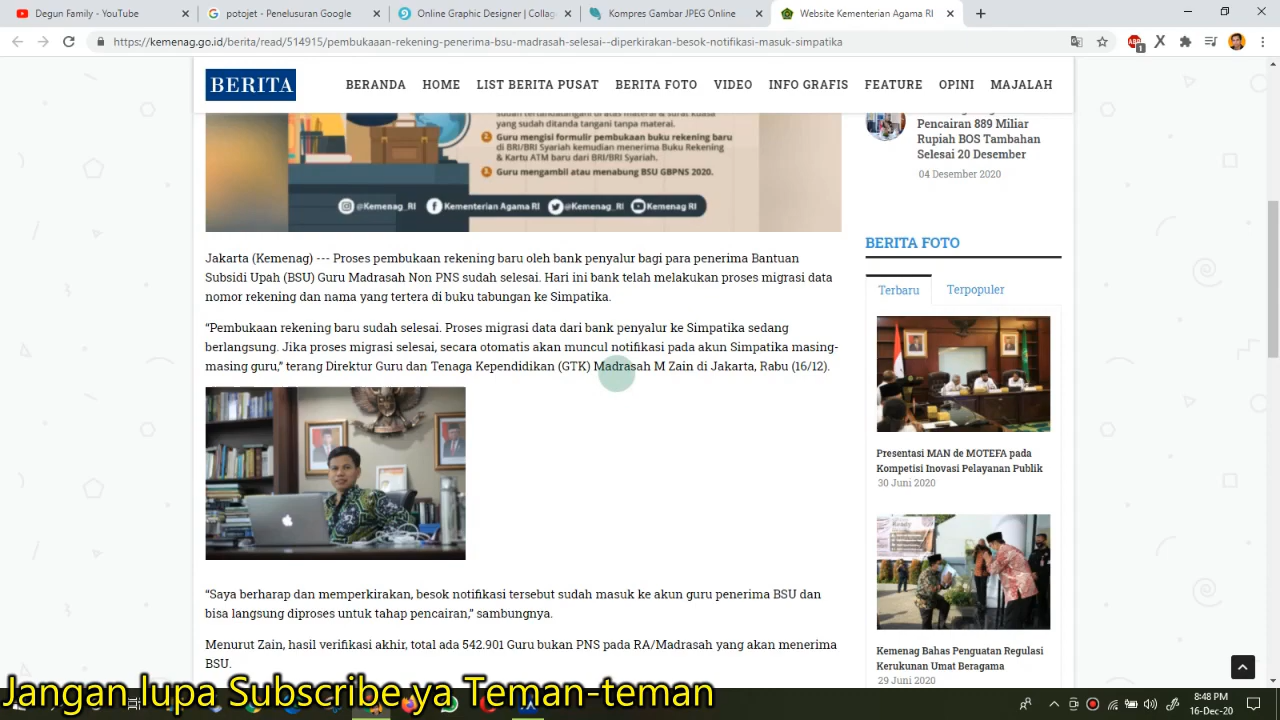 Degun Family - YouTube
potojet - Penelusuran Google
Online Graphic Designer | Collag
Kompres Gambar JPEG Online
Website Kementerian Agama RI
https://kemenag.go.id/berita/read/514915/pembukaaan-rekening-penerima-bsu-madrasah-selesai--diperkirakan-besok-notifikasi-masuk-simpatika
BERITA
BERANDA
HOME
LIST BERITA PUSAT
BERITA FOTO
VIDEO
INFO GRAFIS
FEATURE
OPINI
MAJALAH
yang sudah ditanda tangani tanpa materai.
2. Guru mengisi formulir pembukaan buku rekening baru
di BRI/BRI Syariah kemudian menerima Buku Rekening
& Kartu ATM baru dari BRI/BRI Syariah.
3. Guru mengambil atau menabung BSU GBPNS 2020.
@Kemenag_RI
Kementerian Agama RI
@Kemenag_RI
Kemenag RI
Jakarta (Kemenag) --- Proses pembukaan rekening baru oleh bank penyalur bagi para penerima Bantuan
Subsidi Upah (BSU) Guru Madrasah Non PNS sudah selesai. Hari ini bank telah melakukan proses migrasi data
nomor rekening dan nama yang tertera di buku tabungan ke Simpatika.
“Pembukaan rekening baru sudah selesai. Proses migrasi data dari bank penyalur ke Simpatika sedang
berlangsung. Jika proses migrasi selesai, secara otomatis akan muncul notifikasi pada akun Simpatika masing-
masing guru,” terang Direktur Guru dan Tenaga Kependidikan (GTK) Madrasah M Zain di Jakarta, Rabu (16/12).
“Saya berharap dan memperkirakan, besok notifikasi tersebut sudah masuk ke akun guru penerima BSU dan
bisa langsung diproses untuk tahap pencairan,” sambungnya.
Menurut Zain, hasil verifikasi akhir, total ada 542.901 Guru bukan PNS pada RA/Madrasah yang akan menerima
BSU.
Pencairan 889 Miliar
Rupiah BOS Tambahan
Selesai 20 Desember
04 Desember 2020
BERITA FOTO
Terbaru
Terpopuler
Presentasi MAN de MOTEFA pada
Kompetisi Inovasi Pelayanan Publik
30 Juni 2020
Kemenag Bahas Penguatan Regulasi
Kerukunan Umat Beragama
29 Juni 2020
Jangan lupa Subscribe ya Teman-teman
8:48 PM
16-Dec-20